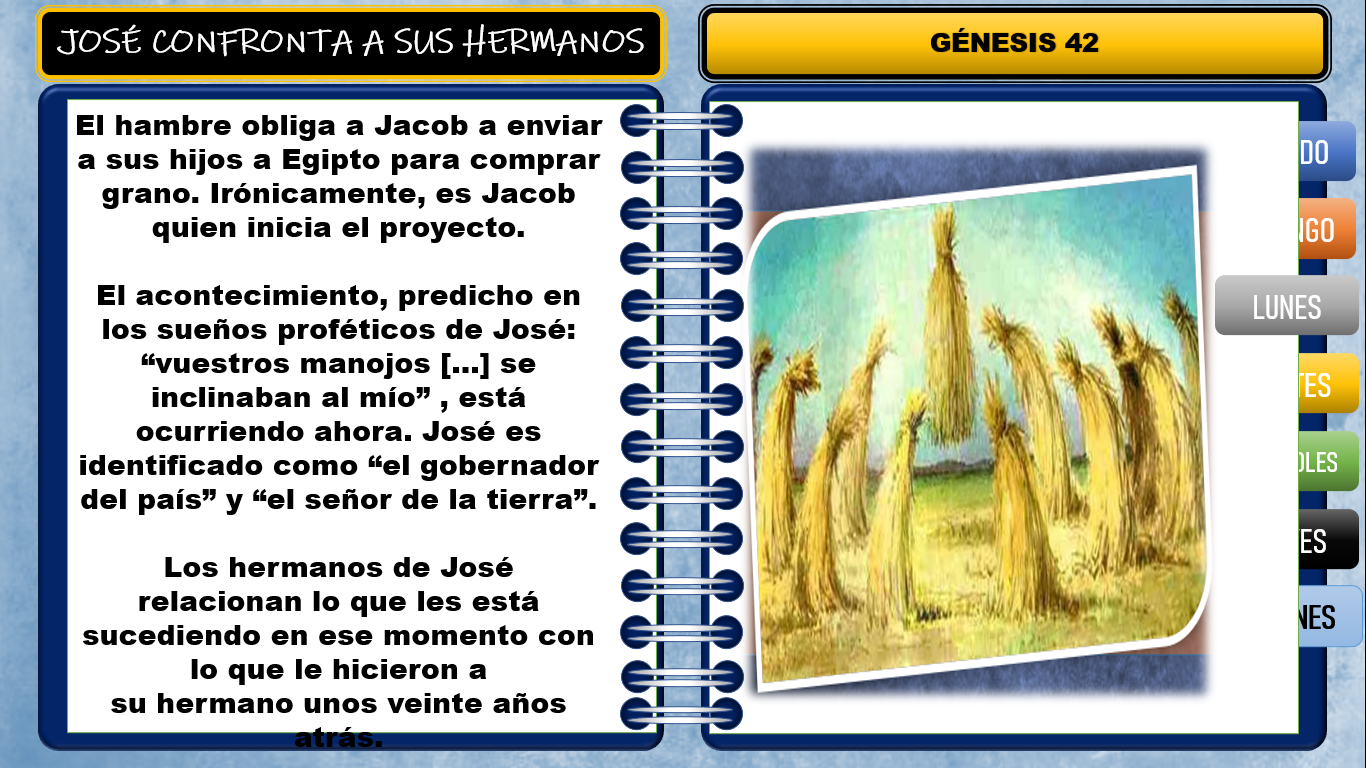 JOSÉ CONFRONTA A SUS HERMANOS
GÉNESIS 42
El hambre obliga a Jacob a enviar
a sus hijos a Egipto para comprar
grano. Irónicamente, es Jacob
quien inicia el proyecto.
El acontecimiento, predicho en
los sueños proféticos de José:
“vuestros manojos [...] se
inclinaban al mío” , está
ocurriendo ahora. José es
identificado como “el gobernador
del país” y “el señor de la tierra”.
Los hermanos de José
relacionan lo que les está
sucediendo en ese momento con
lo que le hicieron a
su hermano unos veinte años
atrás.
DO
NGO
LUNES
TES
OLES
ES
NES